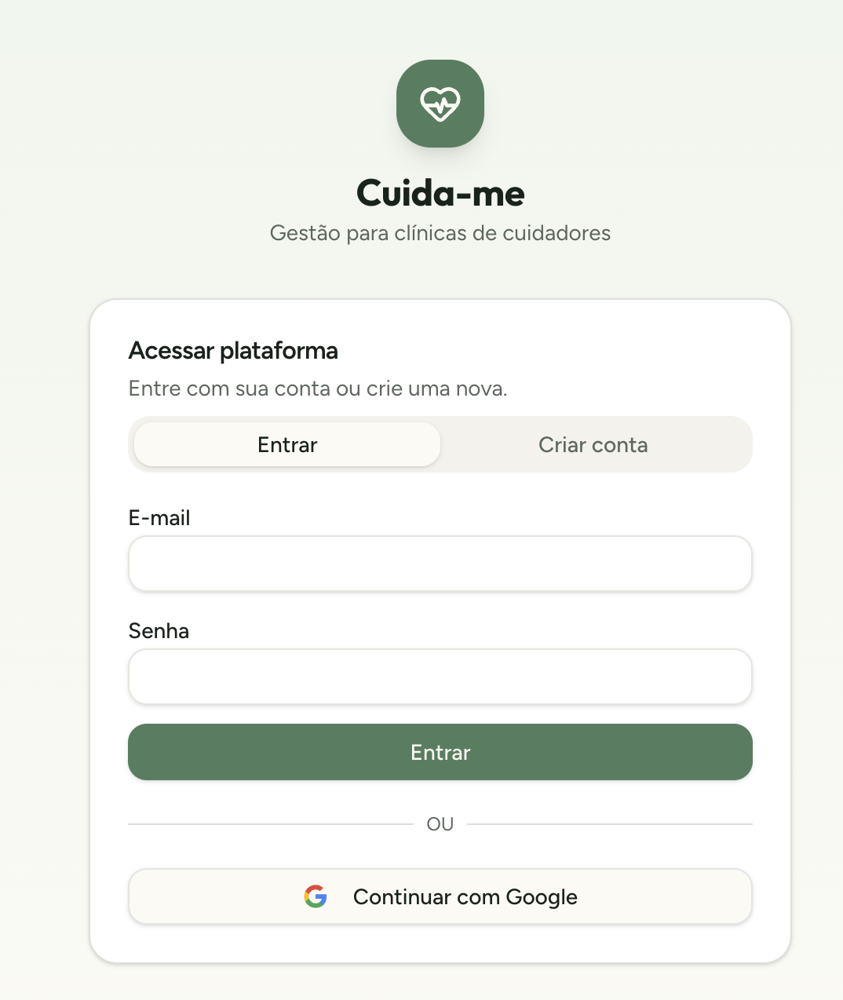 Cuida-me
Gestão para clínicas de cuidadores
Acessar plataforma
Entre com sua conta ou crie uma nova.
Entrar
Criar conta
E-mail
Senha
Entrar
OU
Continuar com Google